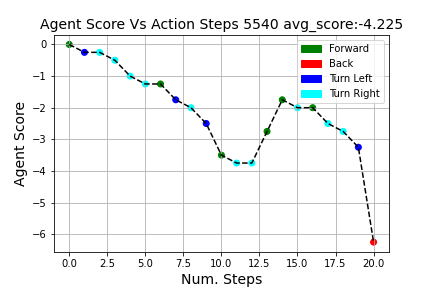 Agent Score Vs Action Steps 5540 avg_score:-4.225
Forward
Back
Turn Left
Turn Right
Agent Score
0
−1
−2
−3
−4
−5
−6
0.0 2.5 5.0 7.5 10.0 12.5 15.0 17.5 20.0
Num. Steps